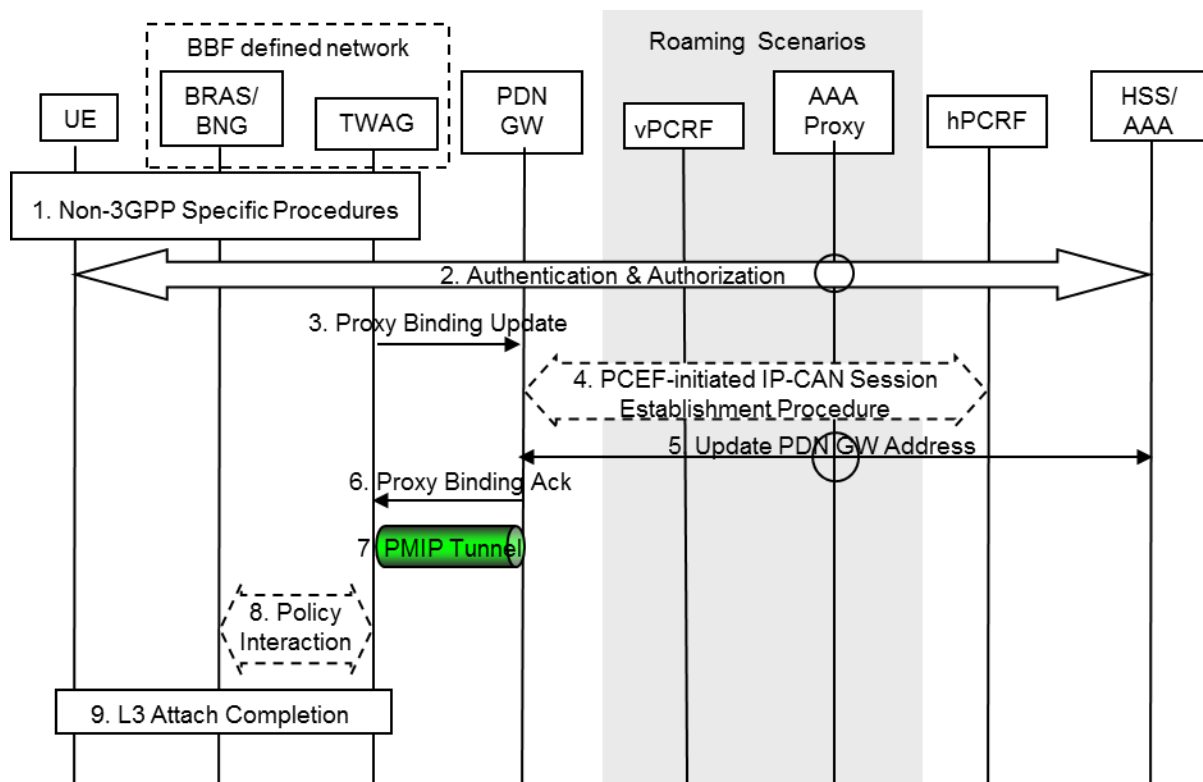 BBF defined network
Roaming Scenarios
UE
BRAS/
BNG
TWAG
PDN
GW
vPCRF
AAA
Proxy
hPCRF
HSS/
AAA
1. Non-3GPP Specific Procedures
2. Authentication & Authorization
3. Proxy Binding Update
4. PCEF-initiated IP-CAN Session
Establishment Procedure
5. Update PDN GW Address
6. Proxy Binding Ack
7 PMIP Tunnel
8. Policy
Interaction
9. L3 Attach Completion